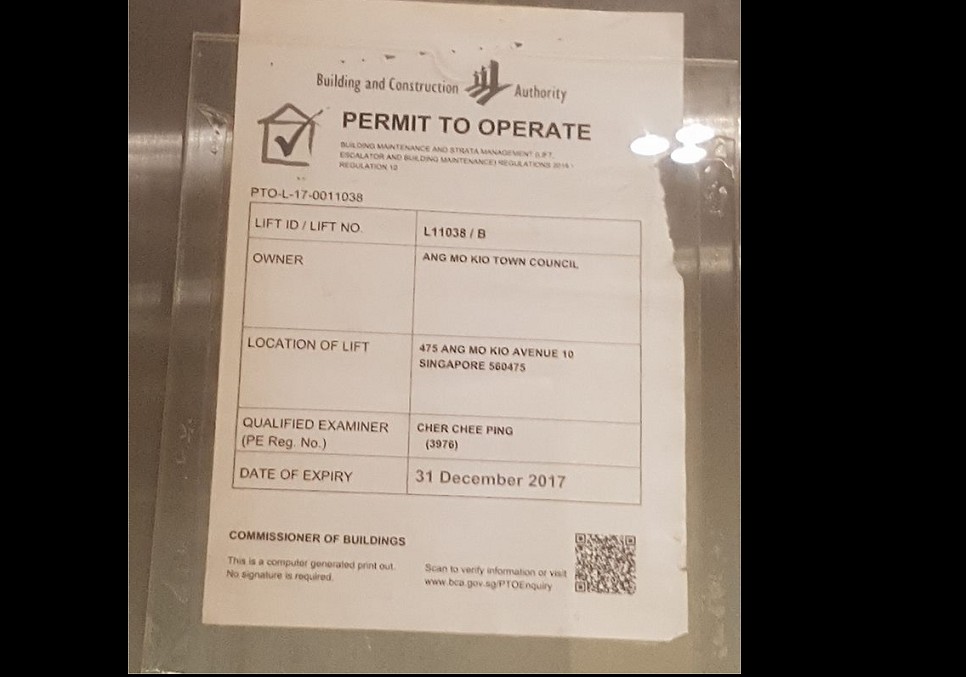 Building and Construction Authority
PERMIT TO OPERATE
BUILDING MAINTENANCE AND STRATA MANAGEMENT (LIFT,
ESCALATOR AND BUILDING MAINTENANCE) REGULATIONS 2016
REGULATION 12
PTO-L-17-0011038
LIFT ID / LIFT NO. L11038 / B
OWNER ANG MO KIO TOWN COUNCIL
LOCATION OF LIFT 475 ANG MO KIO AVENUE 10
SINGAPORE 560475
QUALIFIED EXAMINER CHER CHEE PING
(PE Reg. No.) (3976)
DATE OF EXPIRY 31 December 2017
COMMISSIONER OF BUILDINGS
This is a computer generated print out.
No signature is required.
Scan to verify information or visit
www.bca.gov.sg/PTOEnquiry